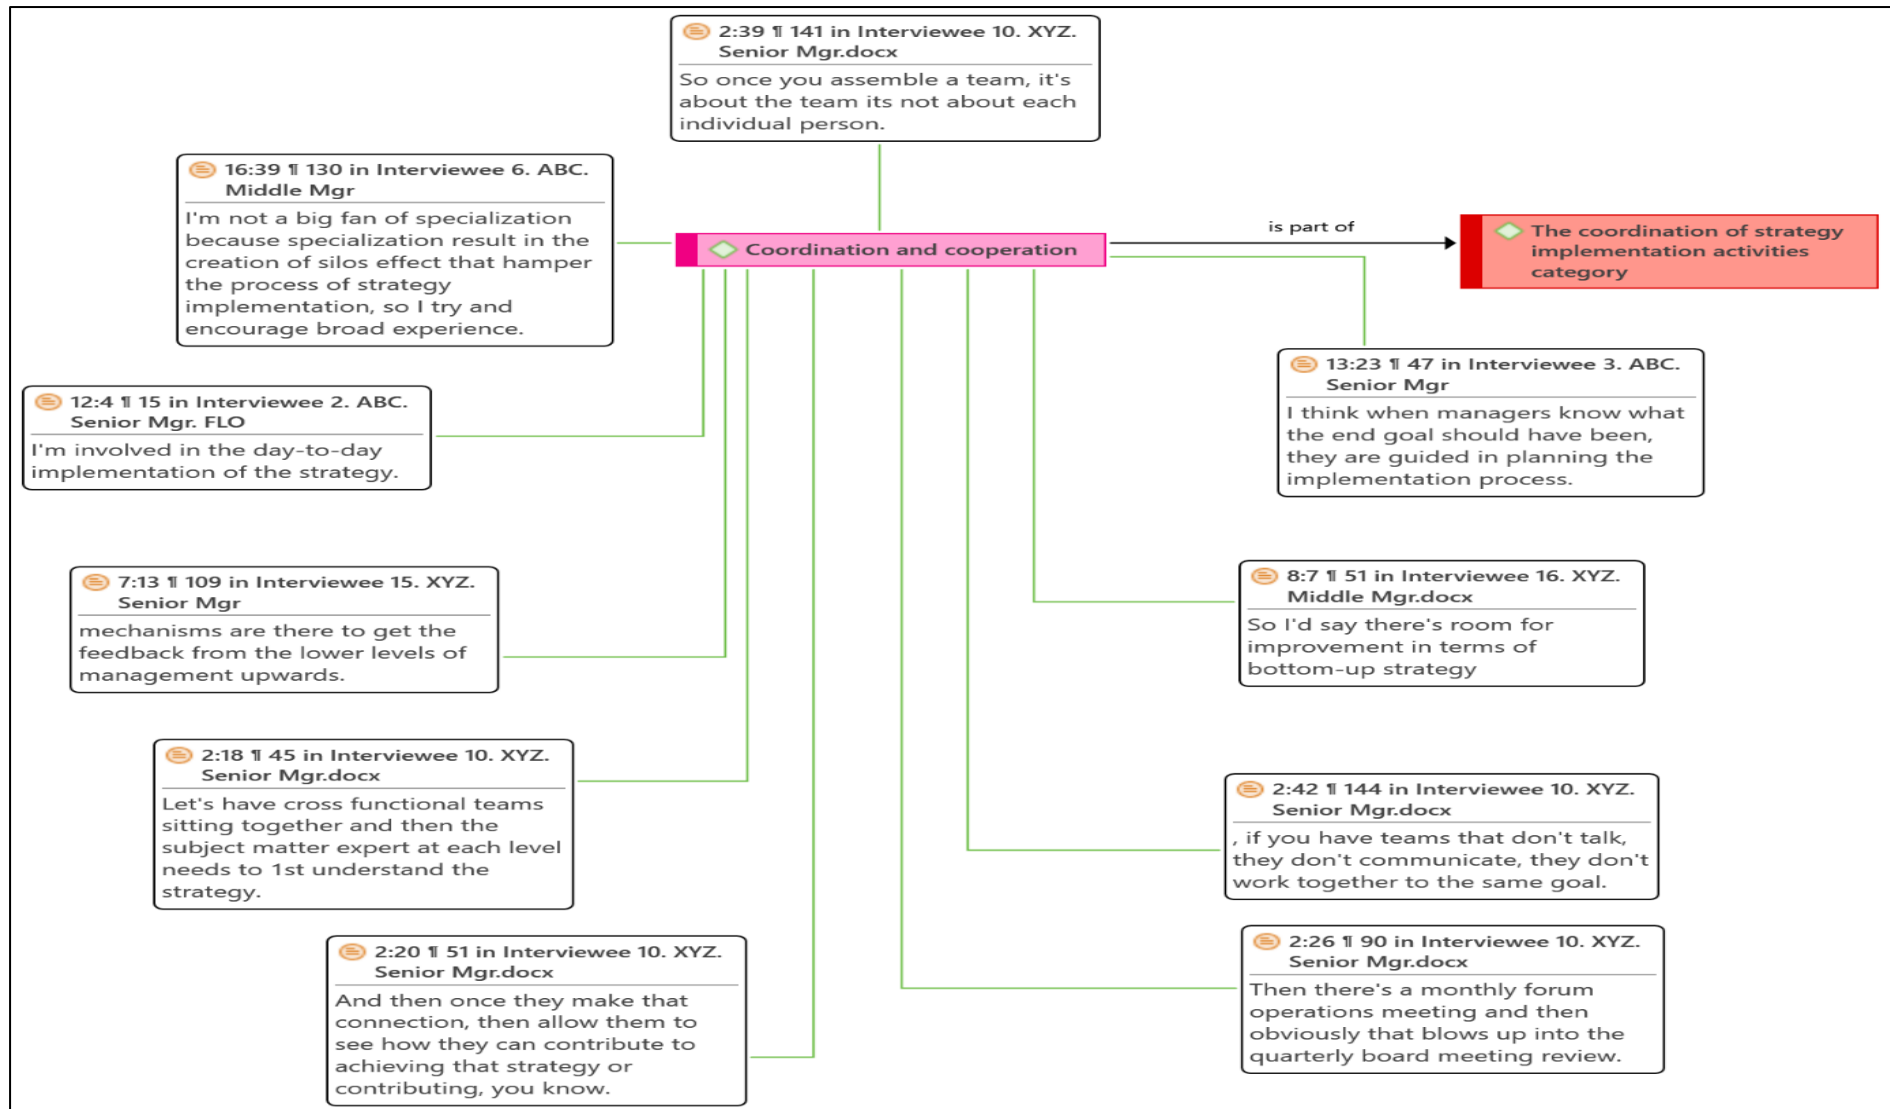 2:39 ¶ 141 in Interviewee 10. XYZ.
Senior Mgr.docx
So once you assemble a team, it's
about the team its not about each
individual person.
16:39 ¶ 130 in Interviewee 6. ABC.
Middle Mgr
I'm not a big fan of specialization
because specialization result in the
creation of silos effect that hamper
the process of strategy
implementation, so I try and
encourage broad experience.
Coordination and cooperation
is part of
The coordination of strategy
implementation activities
category
12:4 ¶ 15 in Interviewee 2. ABC.
Senior Mgr. FLO
I'm involved in the day-to-day
implementation of the strategy.
13:23 ¶ 47 in Interviewee 3. ABC.
Senior Mgr
I think when managers know what
the end goal should have been,
they are guided in planning the
implementation process.
7:13 ¶ 109 in Interviewee 15. XYZ.
Senior Mgr
mechanisms are there to get the
feedback from the lower levels of
management upwards.
8:7 ¶ 51 in Interviewee 16. XYZ.
Middle Mgr.docx
So I'd say there's room for
improvement in terms of
bottom-up strategy
2:18 ¶ 45 in Interviewee 10. XYZ.
Senior Mgr.docx
Let's have cross functional teams
sitting together and then the
subject matter expert at each level
needs to 1st understand the
strategy.
2:42 ¶ 144 in Interviewee 10. XYZ.
Senior Mgr.docx
, if you have teams that don't talk,
they don't communicate, they don't
work together to the same goal.
2:20 ¶ 51 in Interviewee 10. XYZ.
Senior Mgr.docx
And then once they make that
connection, then allow them to
see how they can contribute to
achieving that strategy or
contributing, you know.
2:26 ¶ 90 in Interviewee 10. XYZ.
Senior Mgr.docx
Then there's a monthly forum
operations meeting and then
obviously that blows up into the
quarterly board meeting review.